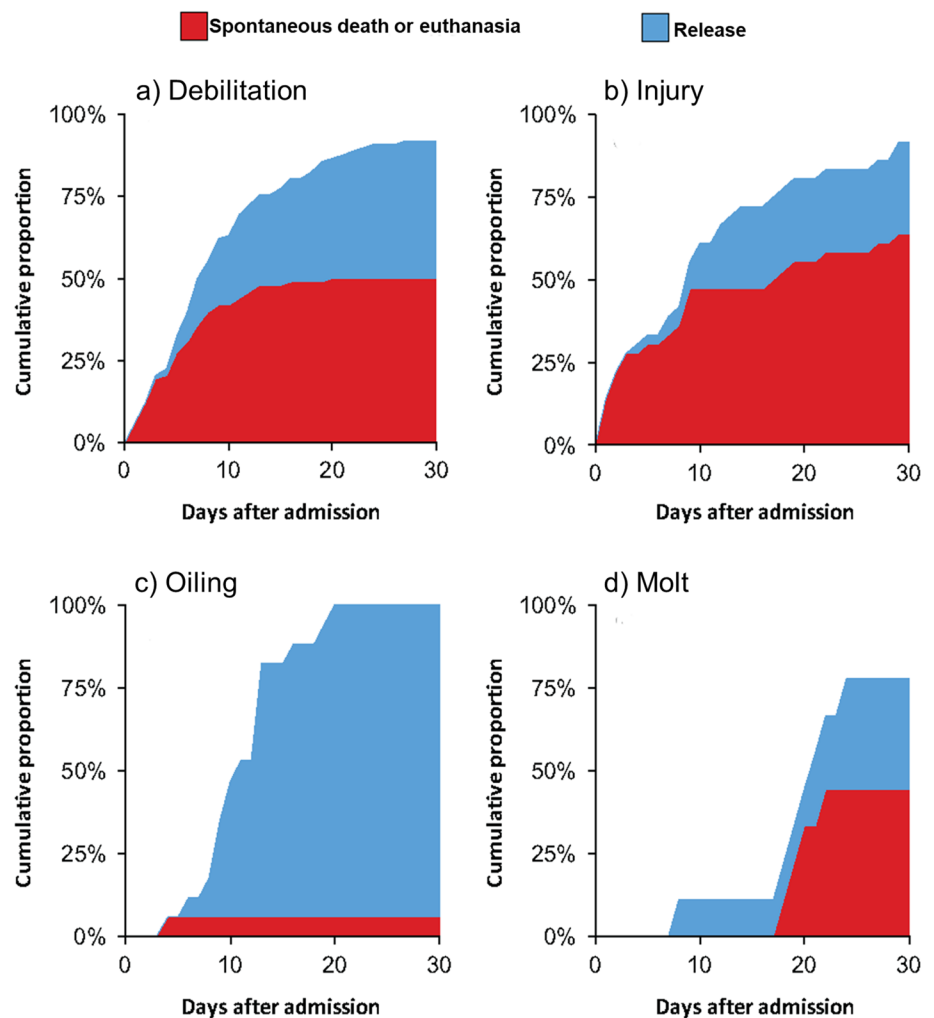 Spontaneous death or euthanasia
Release
a) Debilitation
b) Injury
100%
75%
50%
25%
0%
Cumulative proportion
0
10
20
30
Days after admission
100%
75%
50%
25%
0%
Cumulative proportion
0
10
20
30
Days after admission
c) Oiling
d) Molt
100%
75%
50%
25%
0%
Cumulative proportion
0
10
20
30
Days after admission
100%
75%
50%
25%
0%
Cumulative proportion
0
10
20
30
Days after admission